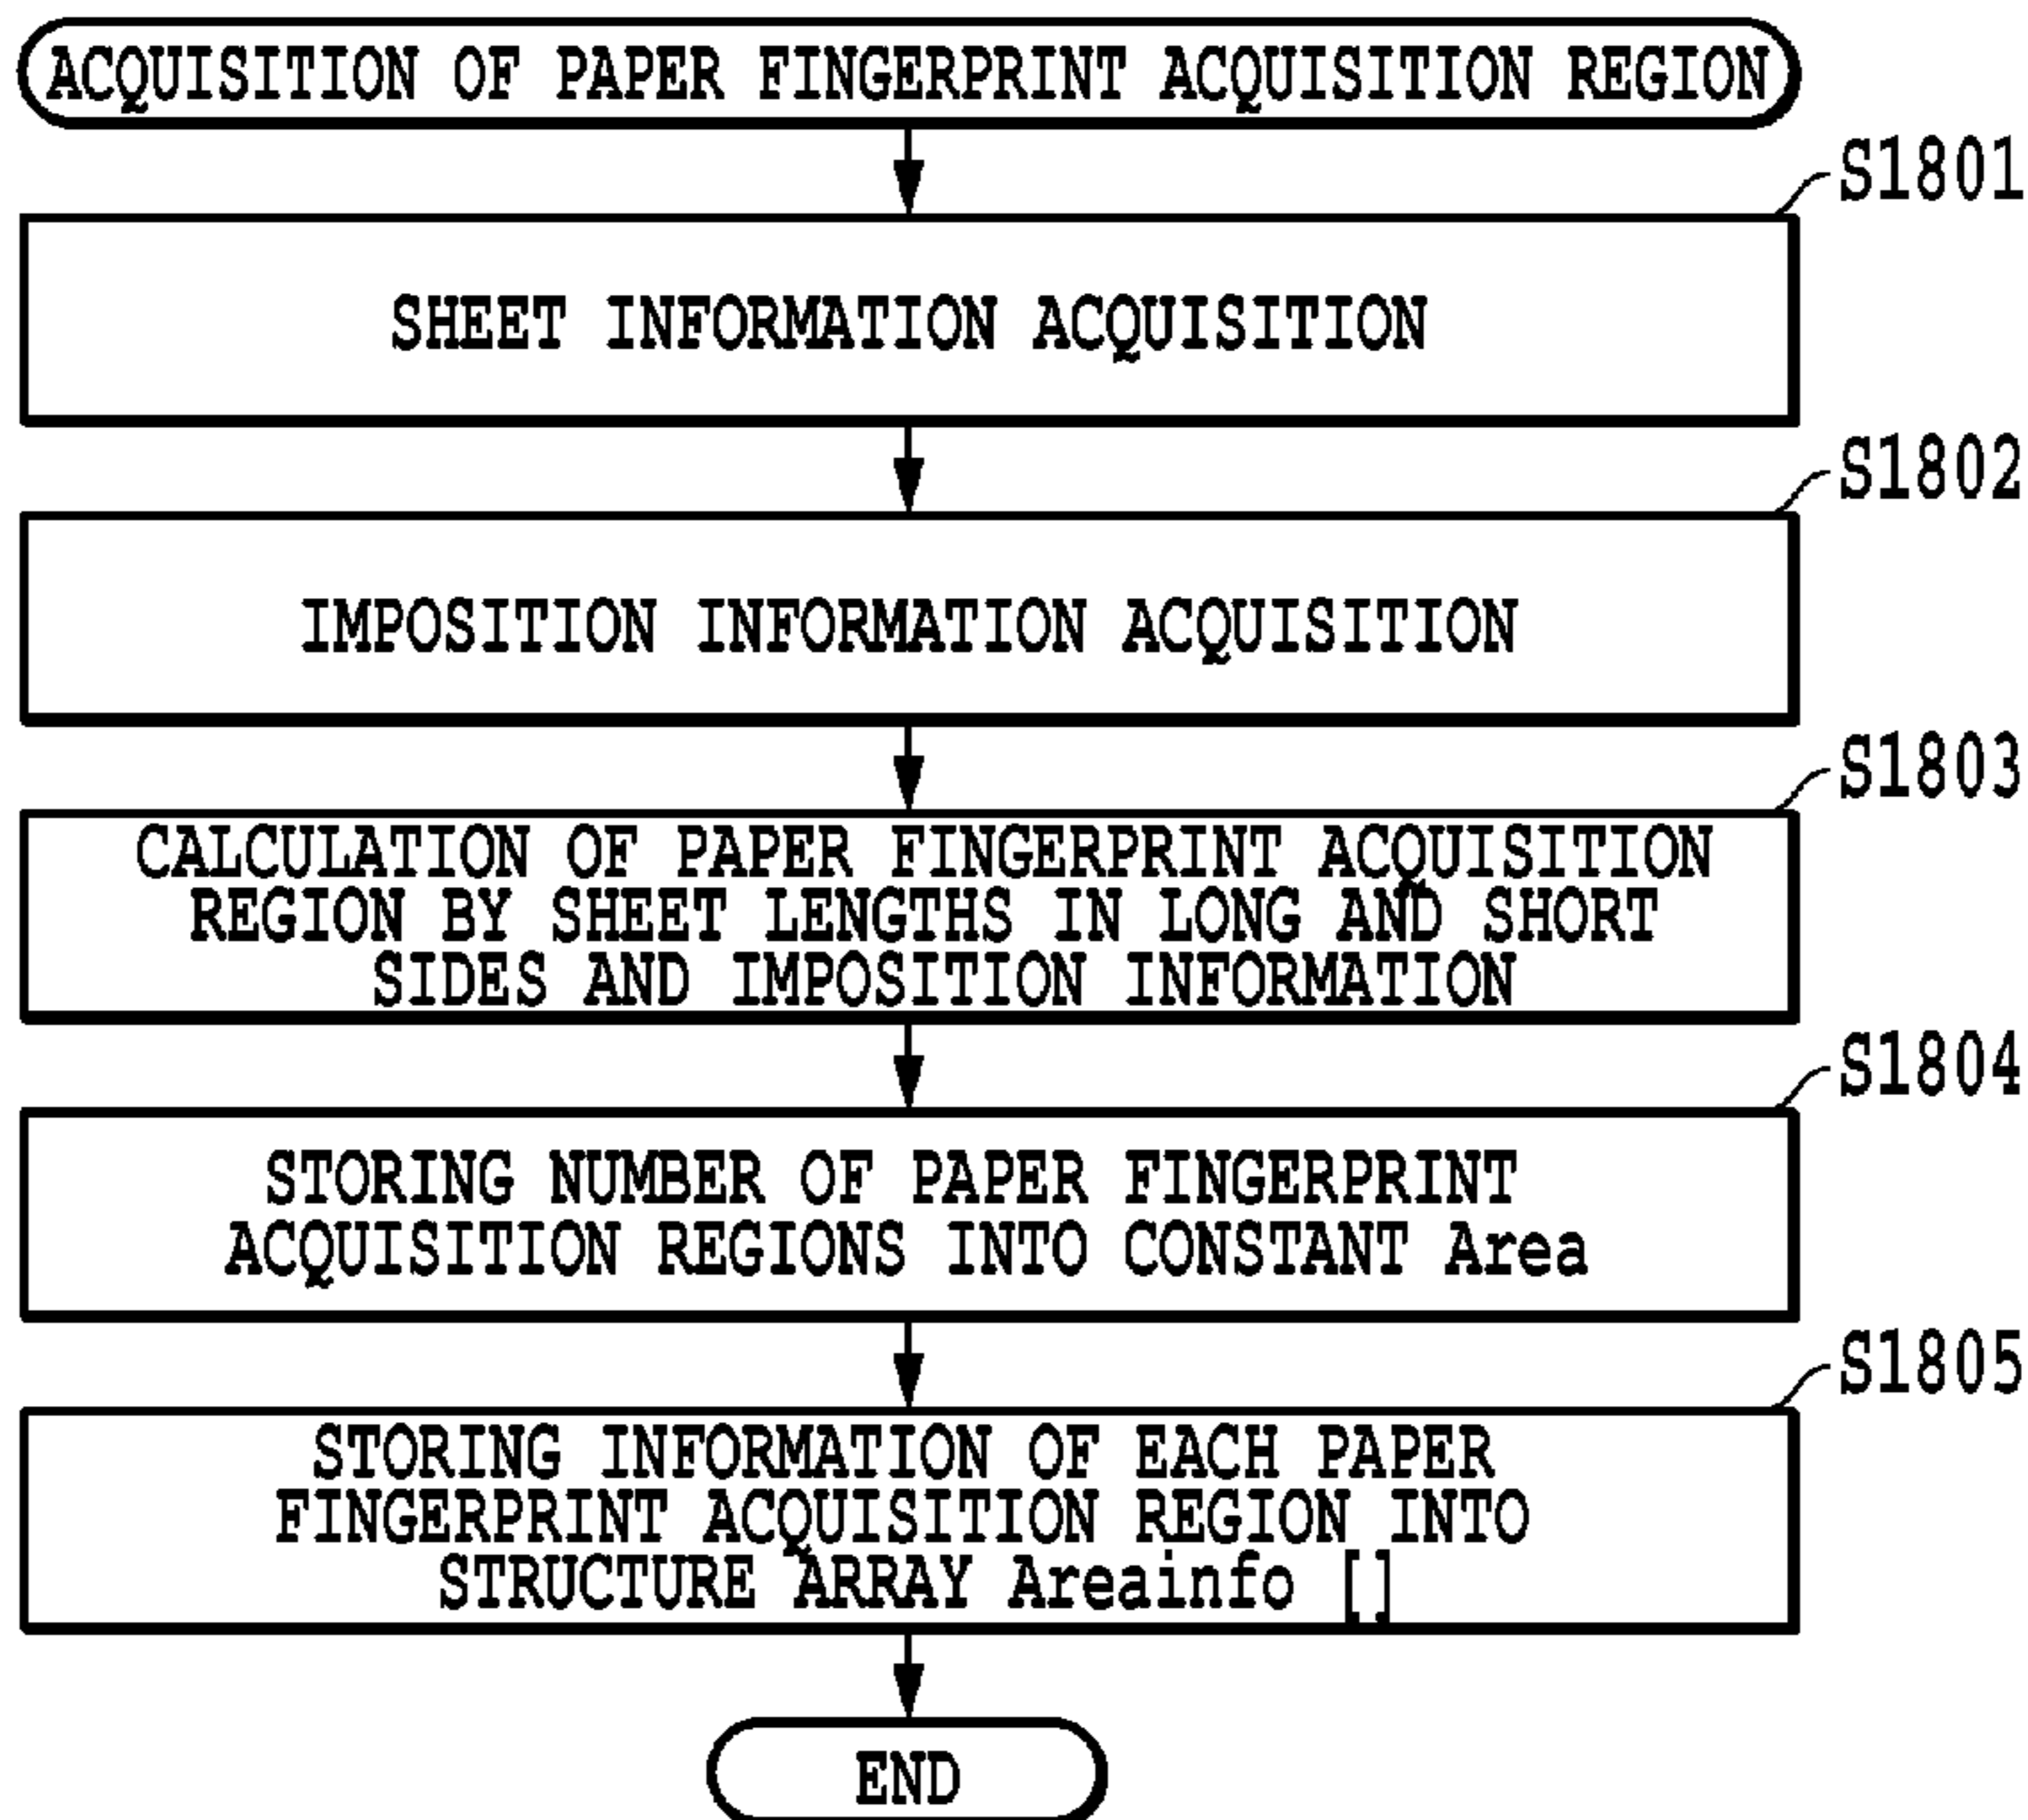 ACQUISITION OF PAPER FINGERPRINT ACQUISITION REGION
S1801
SHEET INFORMATION ACQUISITION
S1802
IMPOSITION INFORMATION ACQUISITION
S1803
CALCULATION OF PAPER FINGERPRINT ACQUISITION
REGION BY SHEET LENGTHS IN LONG AND SHORT
SIDES AND IMPOSITION INFORMATION
S1804
STORING NUMBER OF PAPER FINGERPRINT
ACQUISITION REGIONS INTO CONSTANT Area
S1805
STORING INFORMATION OF EACH PAPER
FINGERPRINT ACQUISITION REGION INTO
STRUCTURE ARRAY Areainfo []
END